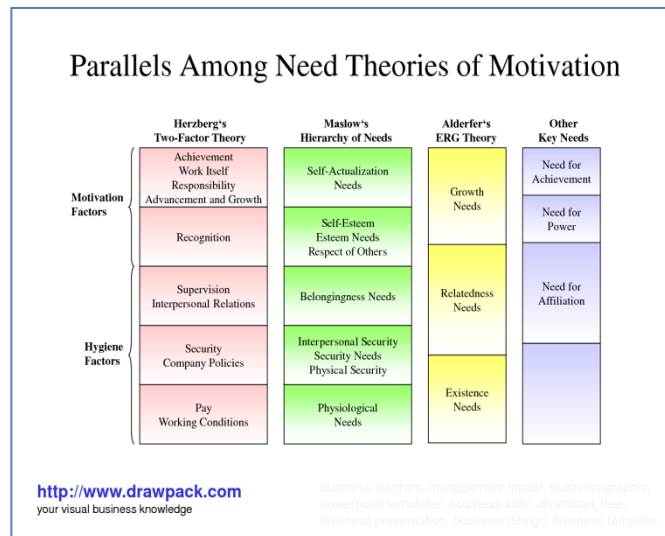 Parallels Among Need Theories of Motivation
Herzberg's
Two-Factor Theory
Maslow's
Hierarchy of Needs
Alderfer's
ERG Theory
Other
Key Needs
Motivation
Factors
Hygiene
Factors
Achievement
Work Itself
Responsibility
Advancement and Growth
Recognition
Supervision
Interpersonal Relations
Security
Company Policies
Pay
Working Conditions
Self-Actualization
Needs
Self-Esteem
Esteem Needs
Respect of Others
Belongingness Needs
Interpersonal Security
Security Needs
Physical Security
Physiological
Needs
Growth
Needs
Relatedness
Needs
Existence
Needs
Need for
Achievement
Need for
Power
Need for
Affiliation
http://www.drawpack.com
your visual business knowledge
business diagram, management model, business graphic,
powerpoint templates, business slide, download, free,
business presentation, business design, business template